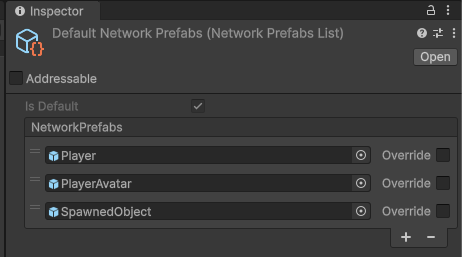 Inspector
Default Network Prefabs (Network Prefabs List)
Open
Addressable
Is Default
NetworkPrefabs
Player Override
PlayerAvatar Override
SpawnedObject Override
+ −